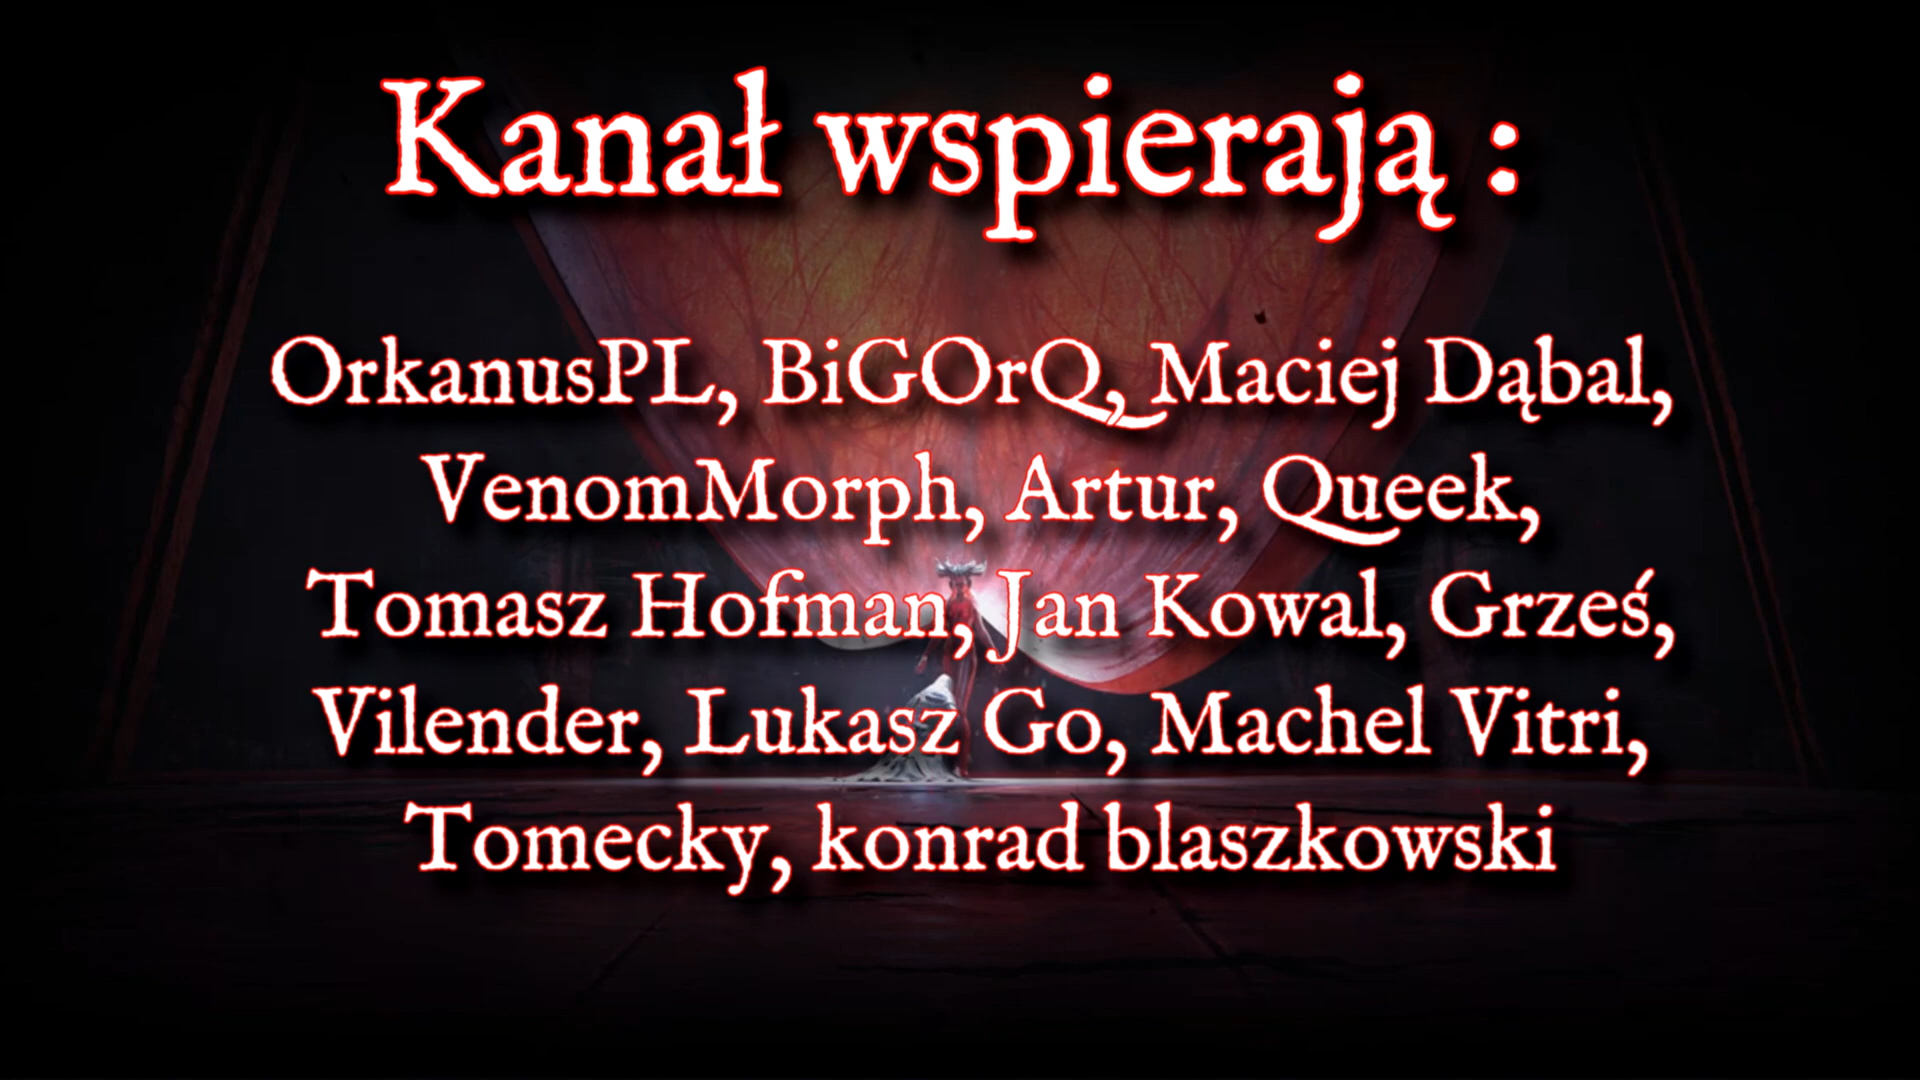 Kanał wspierają :
OrkanusPL, BiGOrQ, Maciej Dąbal,
VenomMorph, Artur, Queek,
Tomasz Hofman, Jan Kowal, Grześ,
Vilender, Lukasz Go, Machel Vitri,
Tomecky, konrad blaszkowski